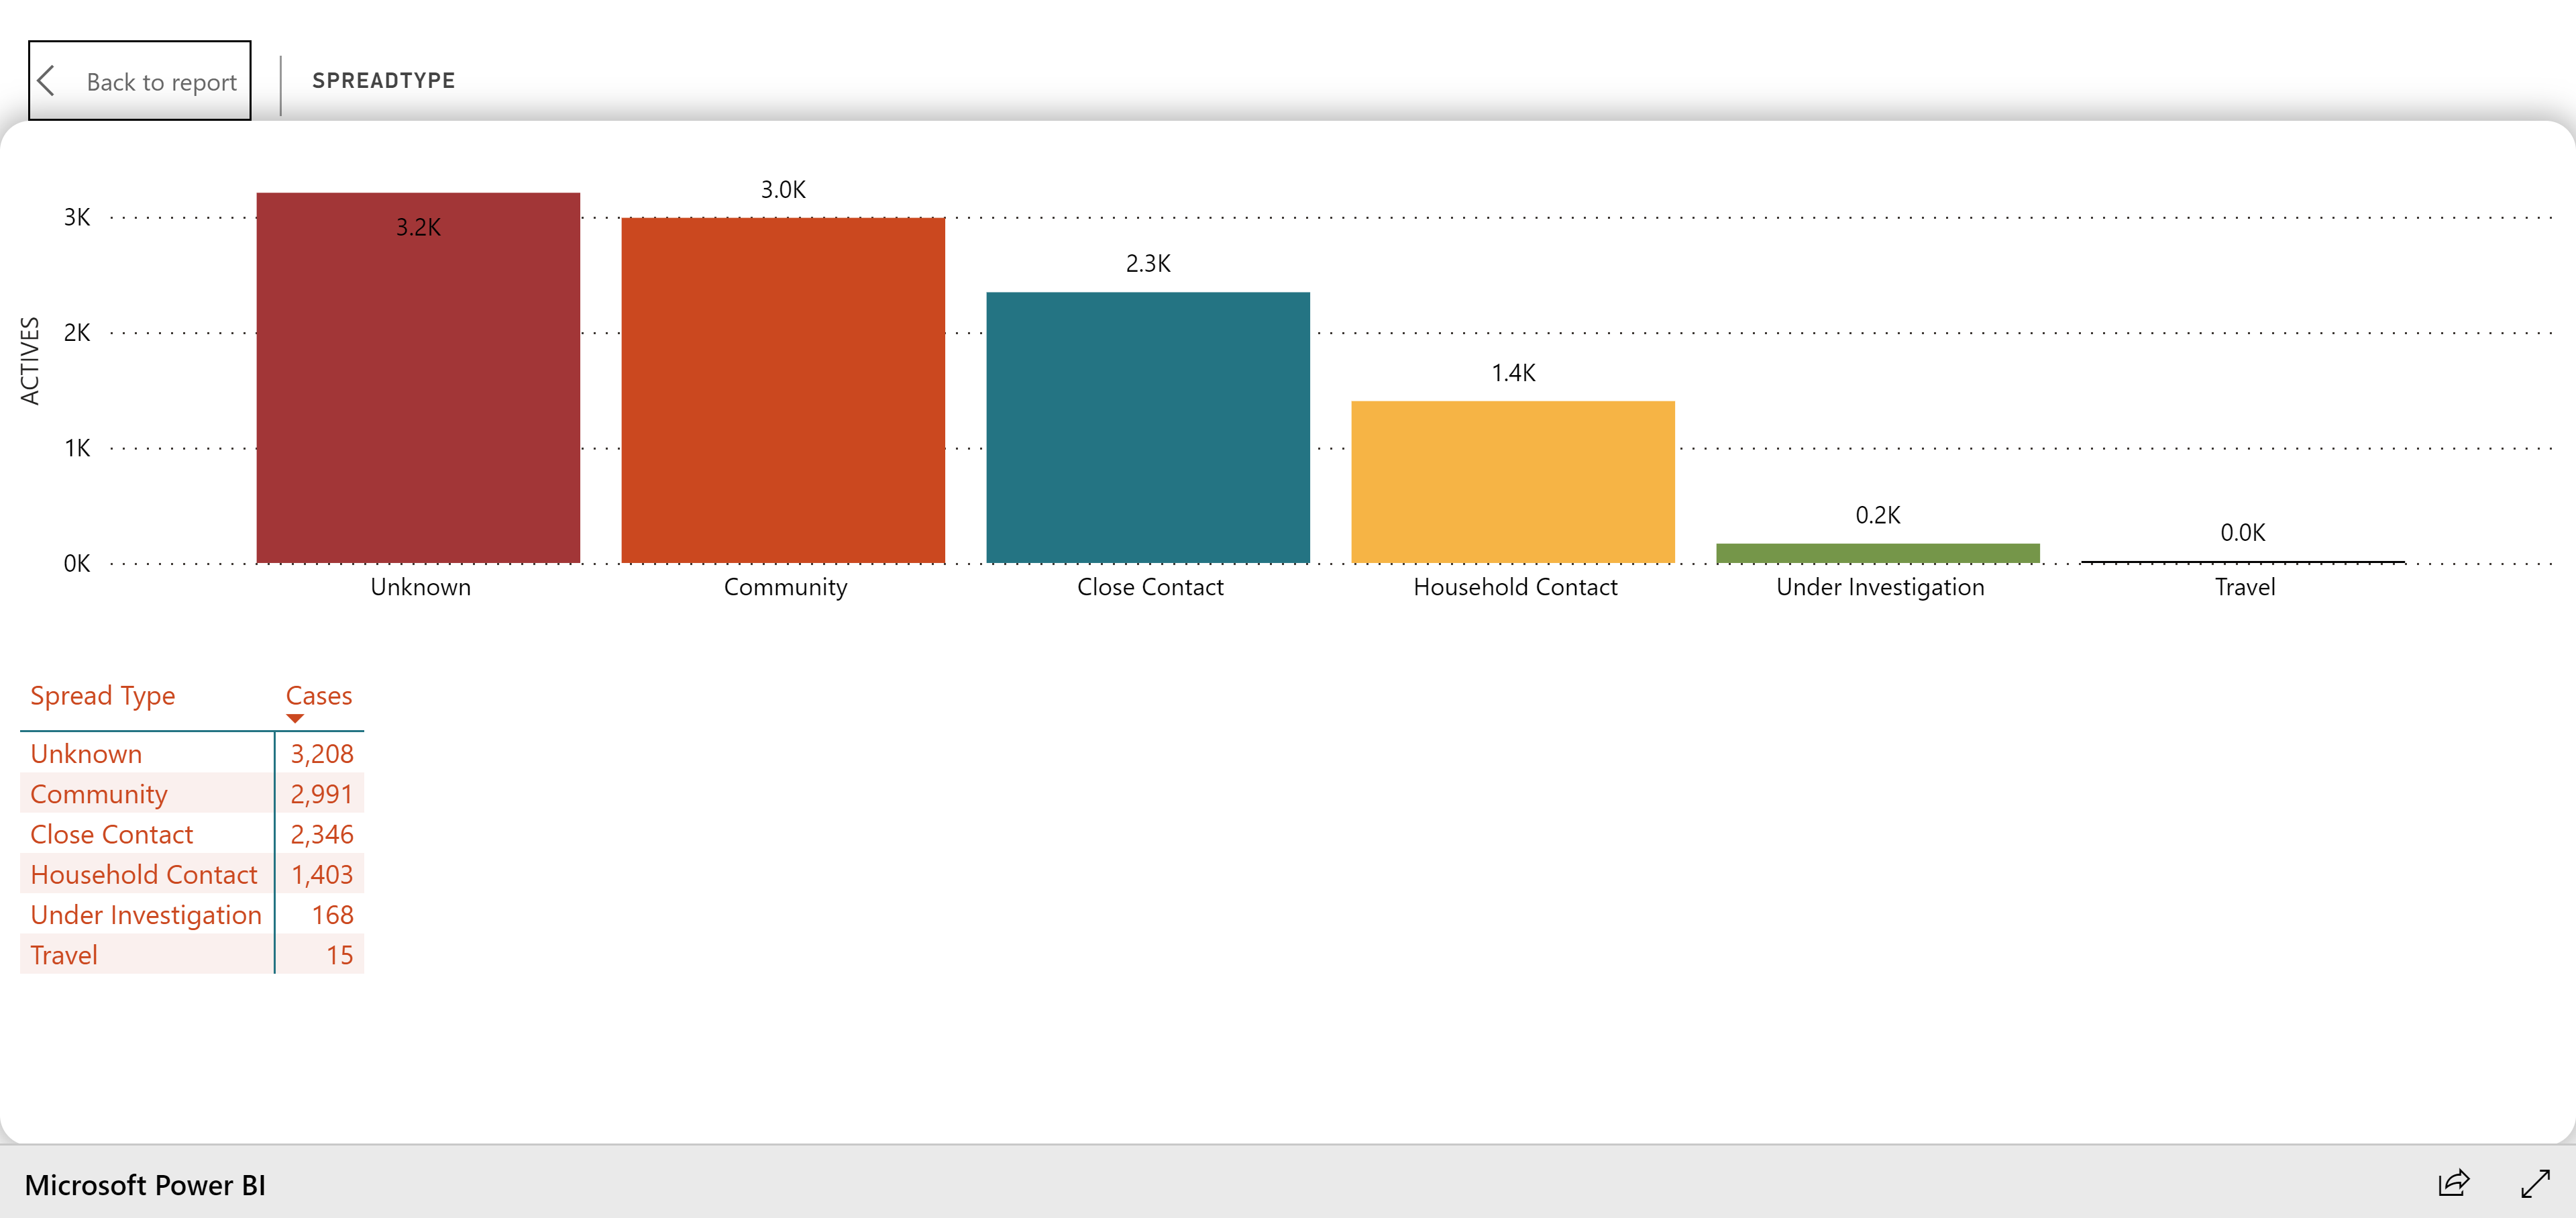 Back to report
SPREADTYPE
ACTIVES
3K
2K
1K
0K
3.2K
3.0K
2.3K
1.4K
0.2K
0.0K
Unknown Community Close Contact Household Contact Under Investigation Travel
Spread Type Cases
Unknown 3,208
Community 2,991
Close Contact 2,346
Household Contact 1,403
Under Investigation 168
Travel 15
Microsoft Power BI